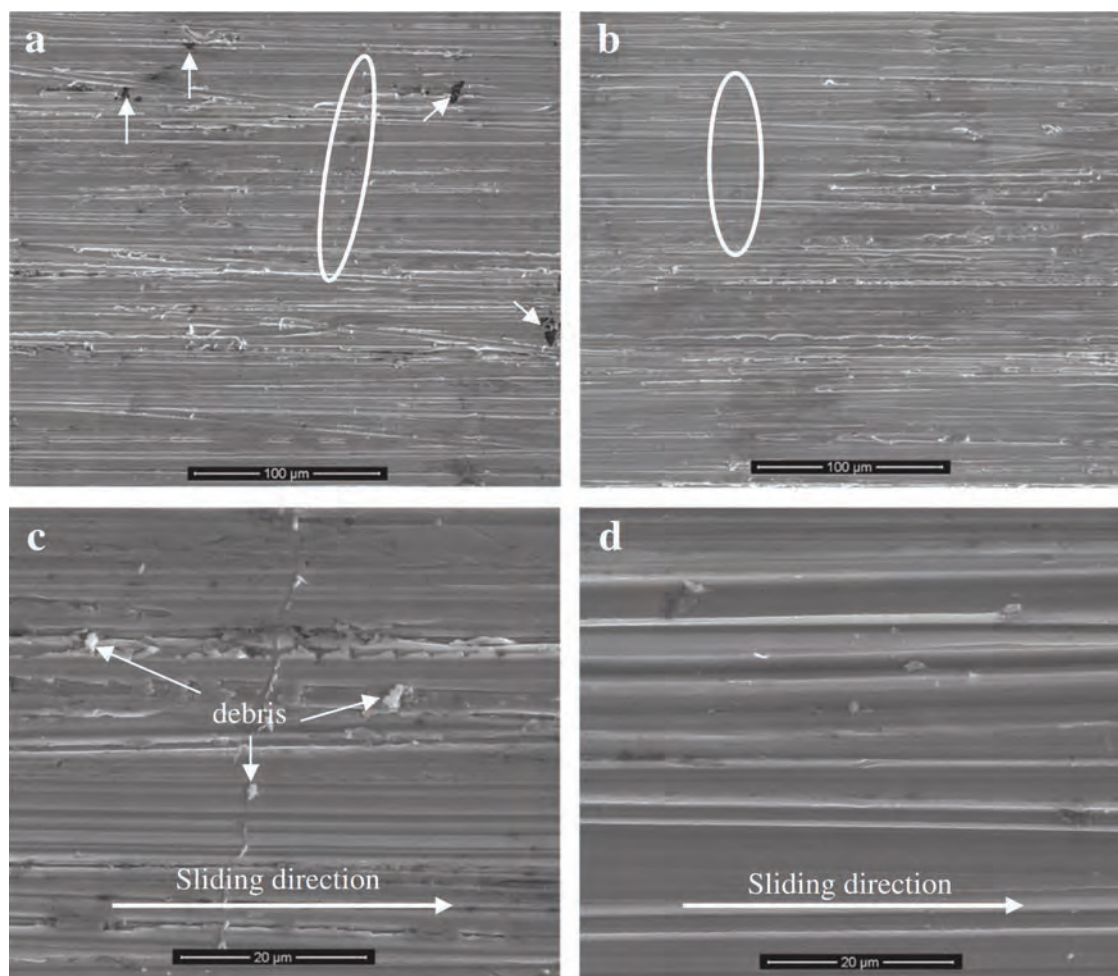 a
b
100 µm
100 µm
c
d
debris
Sliding direction
Sliding direction
20 µm
20 µm